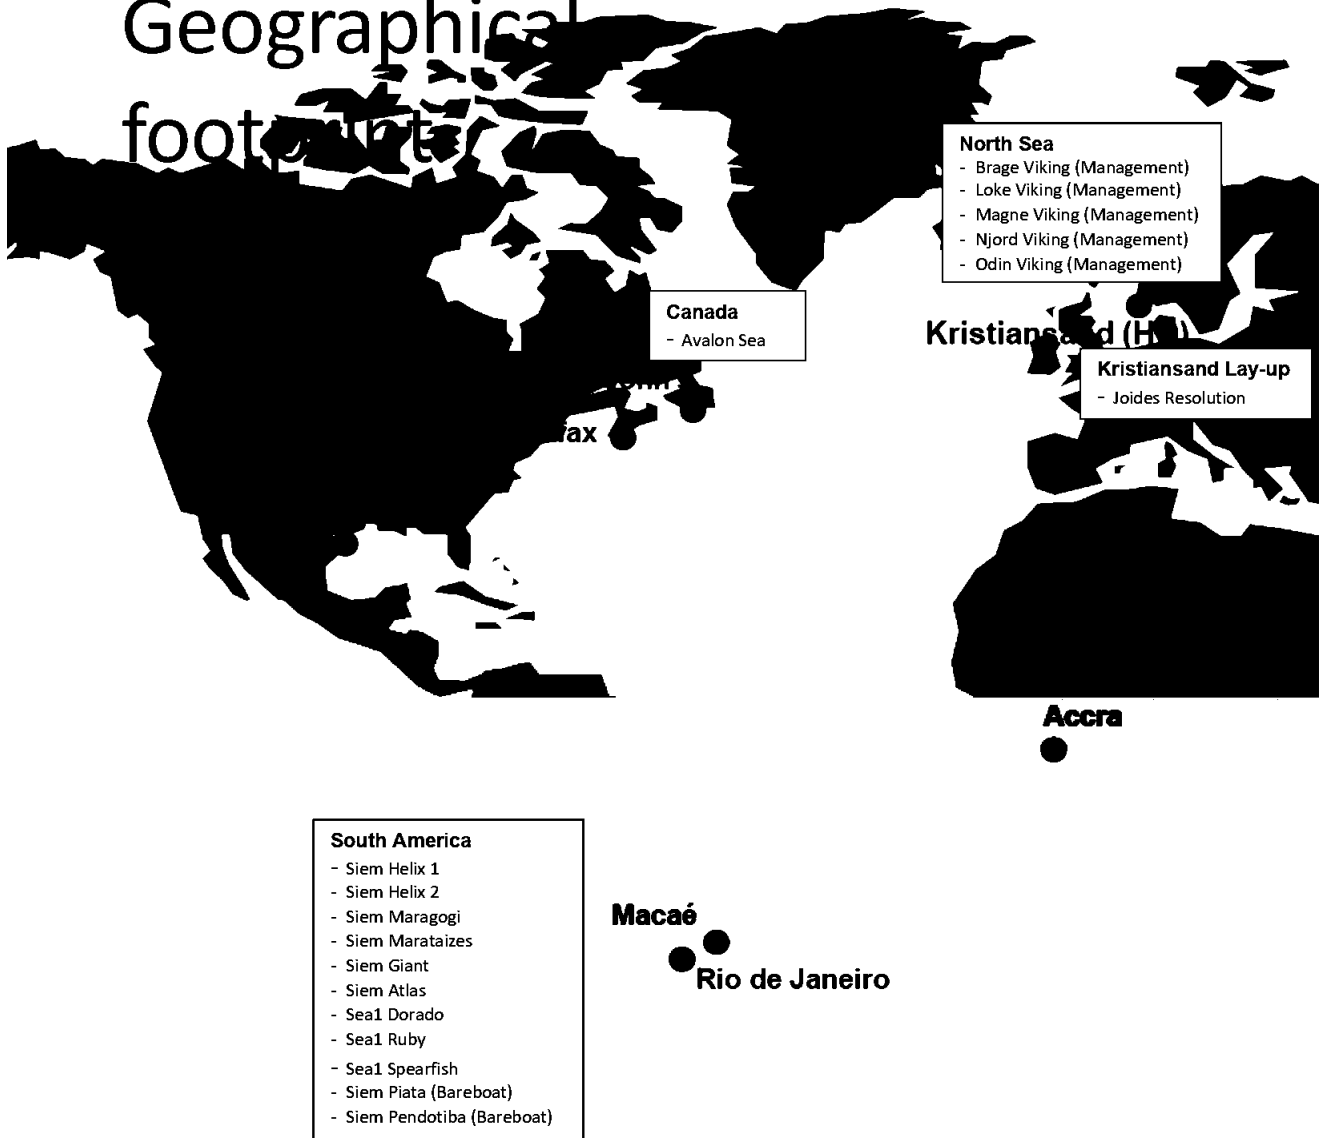 Geographical
footprint
North Sea
- Brage Viking (Management)
- Loke Viking (Management)
- Magne Viking (Management)
- Njord Viking (Management)
- Odin Viking (Management)
Canada
- Avalon Sea
Kristiansand (HQ)
Kristiansand Lay-up
- Joides Resolution
Accra
South America
- Siem Helix 1
- Siem Helix 2
- Siem Maragogi
- Siem Marataizes
- Siem Giant
- Siem Atlas
- Sea1 Dorado
- Sea1 Ruby
- Sea1 Spearfish
- Siem Piata (Bareboat)
- Siem Pendotiba (Bareboat)
Macaé
Rio de Janeiro